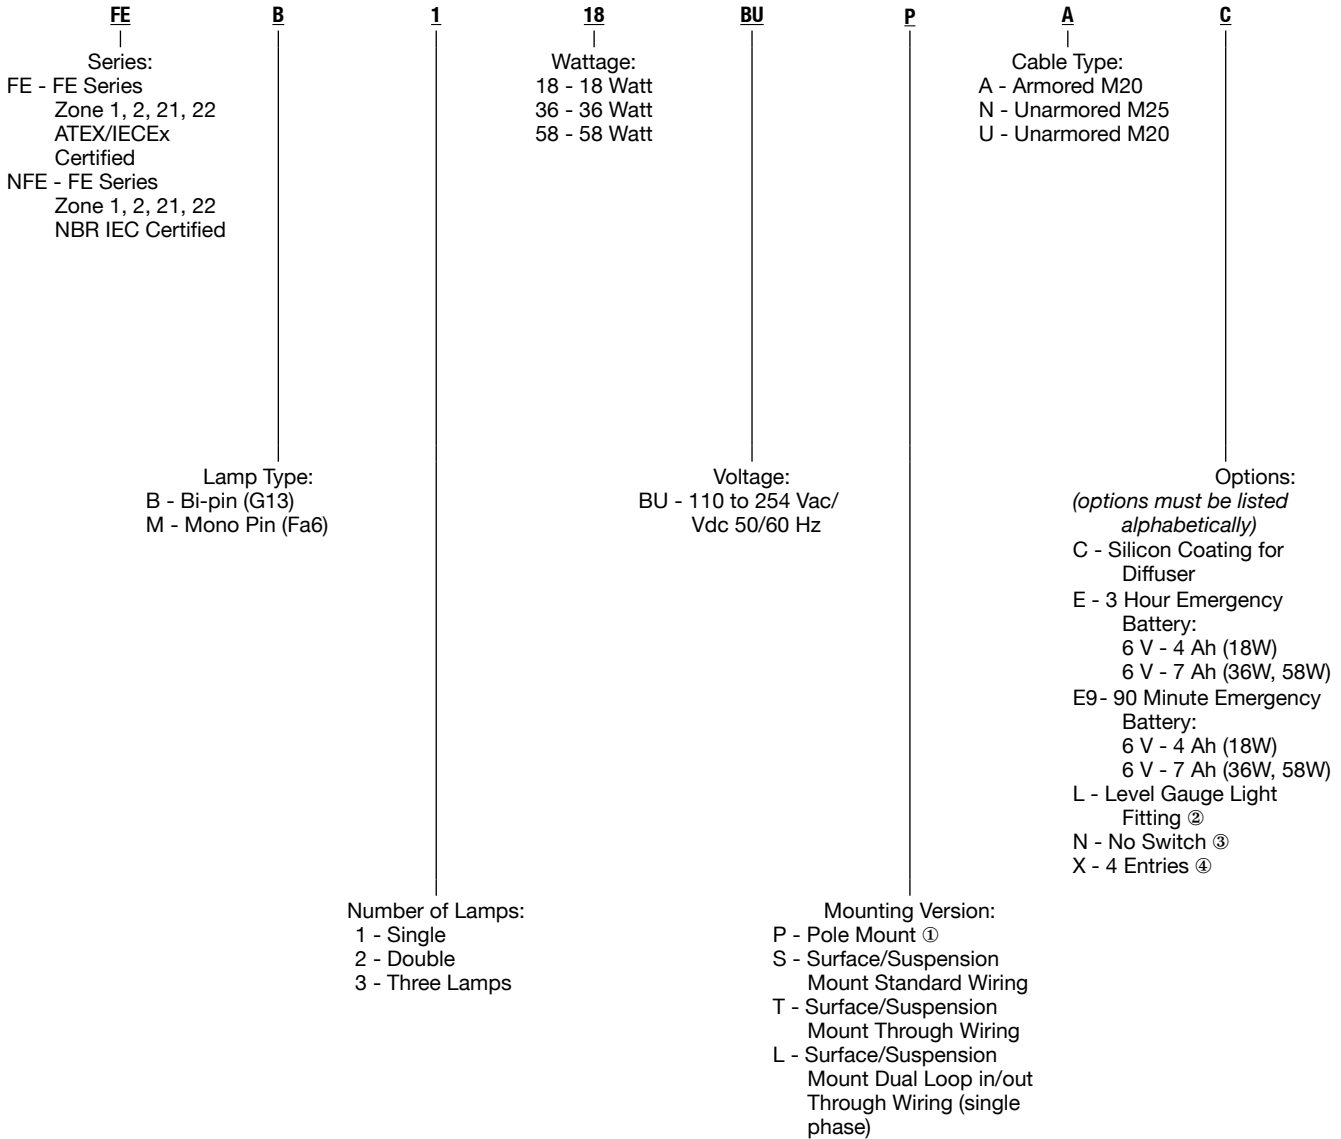 FE B 1 18 BU P A C
Series:
FE - FE Series
Zone 1, 2, 21, 22
ATEX/IECEx
Certified
NFE - FE Series
Zone 1, 2, 21, 22
NBR IEC Certified
Wattage:
18 - 18 Watt
36 - 36 Watt
58 - 58 Watt
Cable Type:
A - Armored M20
N - Unarmored M25
U - Unarmored M20
Lamp Type:
B - Bi-pin (G13)
M - Mono Pin (Fa6)
Voltage:
BU - 110 to 254 Vac/
Vdc 50/60 Hz
Options:
(options must be listed
alphabetically)
C - Silicon Coating for
Diffuser
E - 3 Hour Emergency
Battery:
6 V - 4 Ah (18W)
6 V - 7 Ah (36W, 58W)
E9 - 90 Minute Emergency
Battery:
6 V - 4 Ah (18W)
6 V - 7 Ah (36W, 58W)
L - Level Gauge Light
Fitting ②
N - No Switch ③
X - 4 Entries ④
Number of Lamps:
1 - Single
2 - Double
3 - Three Lamps
Mounting Version:
P - Pole Mount ①
S - Surface/Suspension
Mount Standard Wiring
T - Surface/Suspension
Mount Through Wiring
L - Surface/Suspension
Mount Dual Loop in/out
Through Wiring (single
phase)